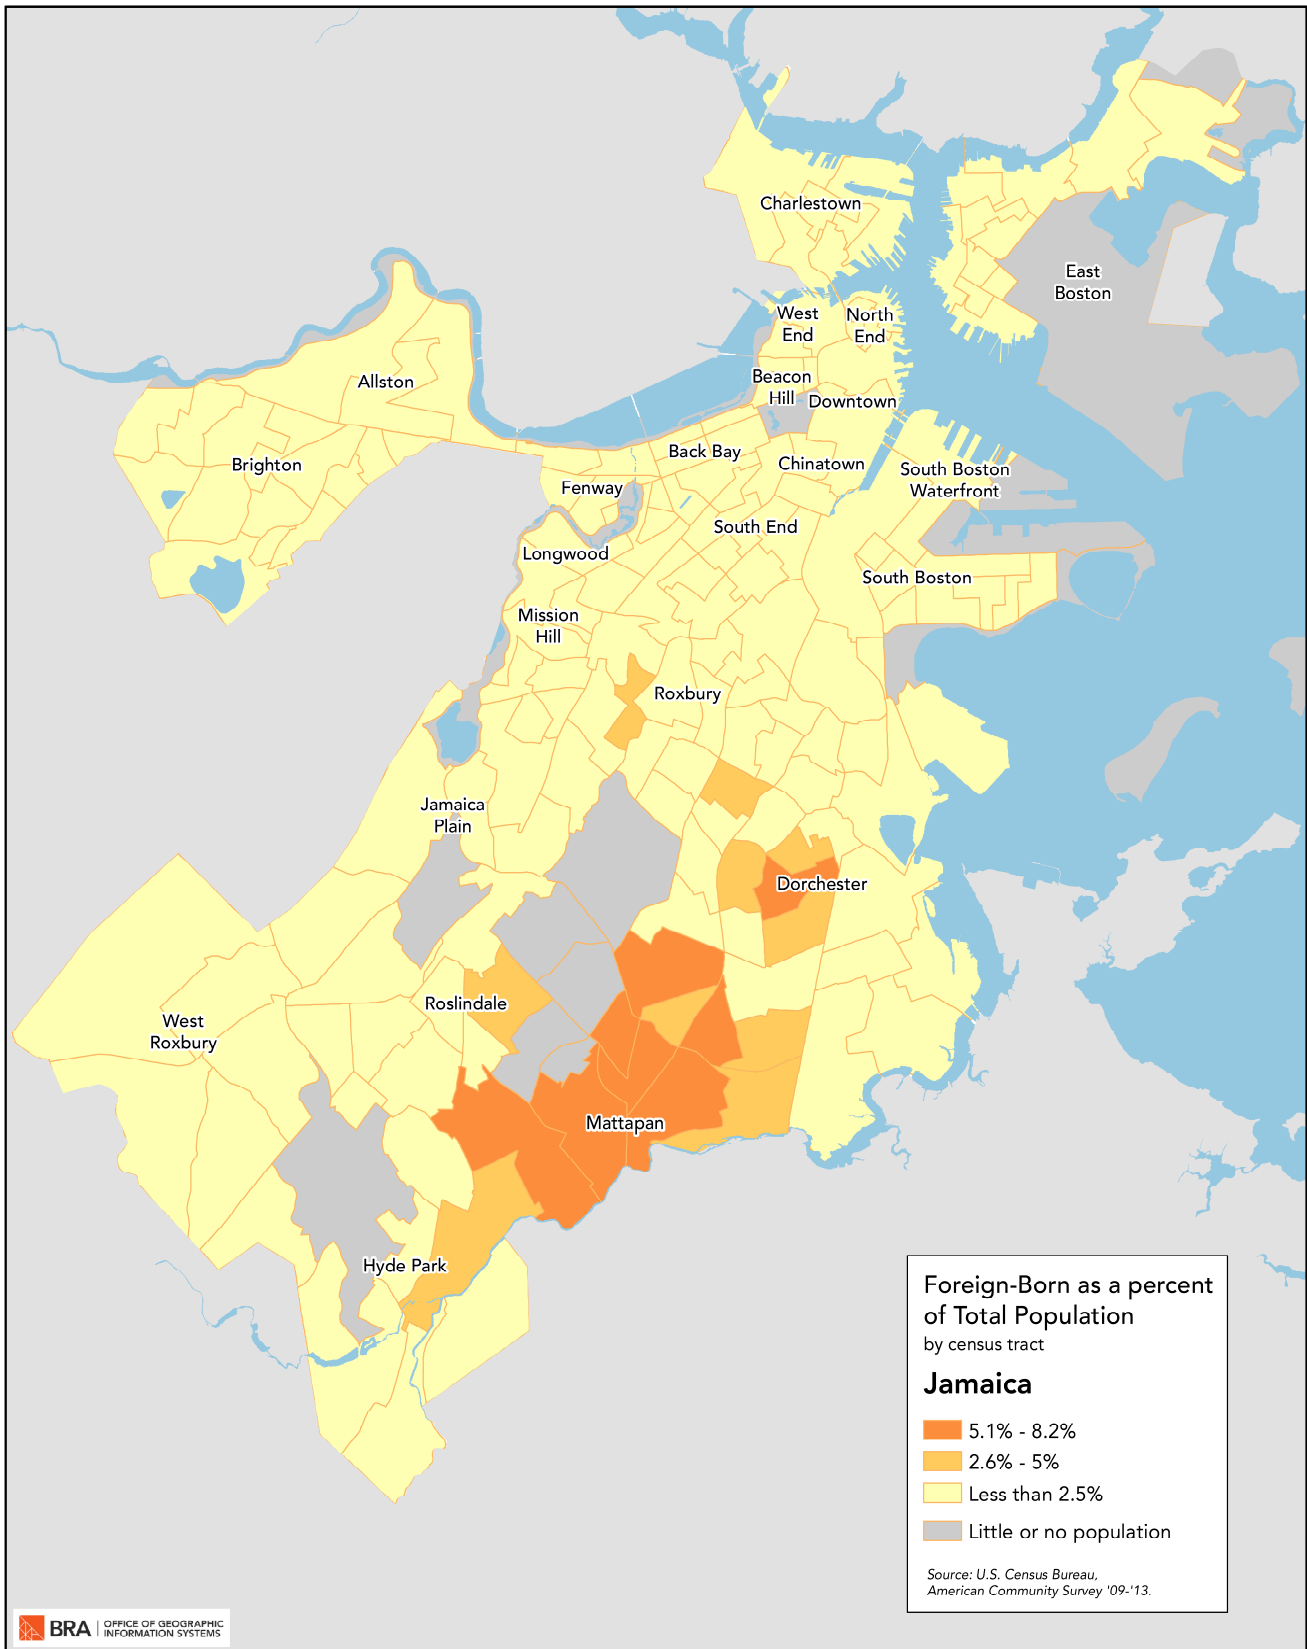 Charlestown
East
Boston
West
End
North
End
Allston
Beacon
Hill
Downtown
Back Bay
Chinatown
Brighton
South Boston
Waterfront
Fenway
South End
Longwood
South Boston
Mission
Hill
Roxbury
Jamaica
Plain
Dorchester
Roslindale
West
Roxbury
Mattapan
Hyde Park
Foreign-Born as a percent
of Total Population
by census tract
Jamaica
5.1% - 8.2%
2.6% - 5%
Less than 2.5%
Little or no population
Source: U.S. Census Bureau,
American Community Survey '09-'13.
BRA
OFFICE OF GEOGRAPHIC
INFORMATION SYSTEMS